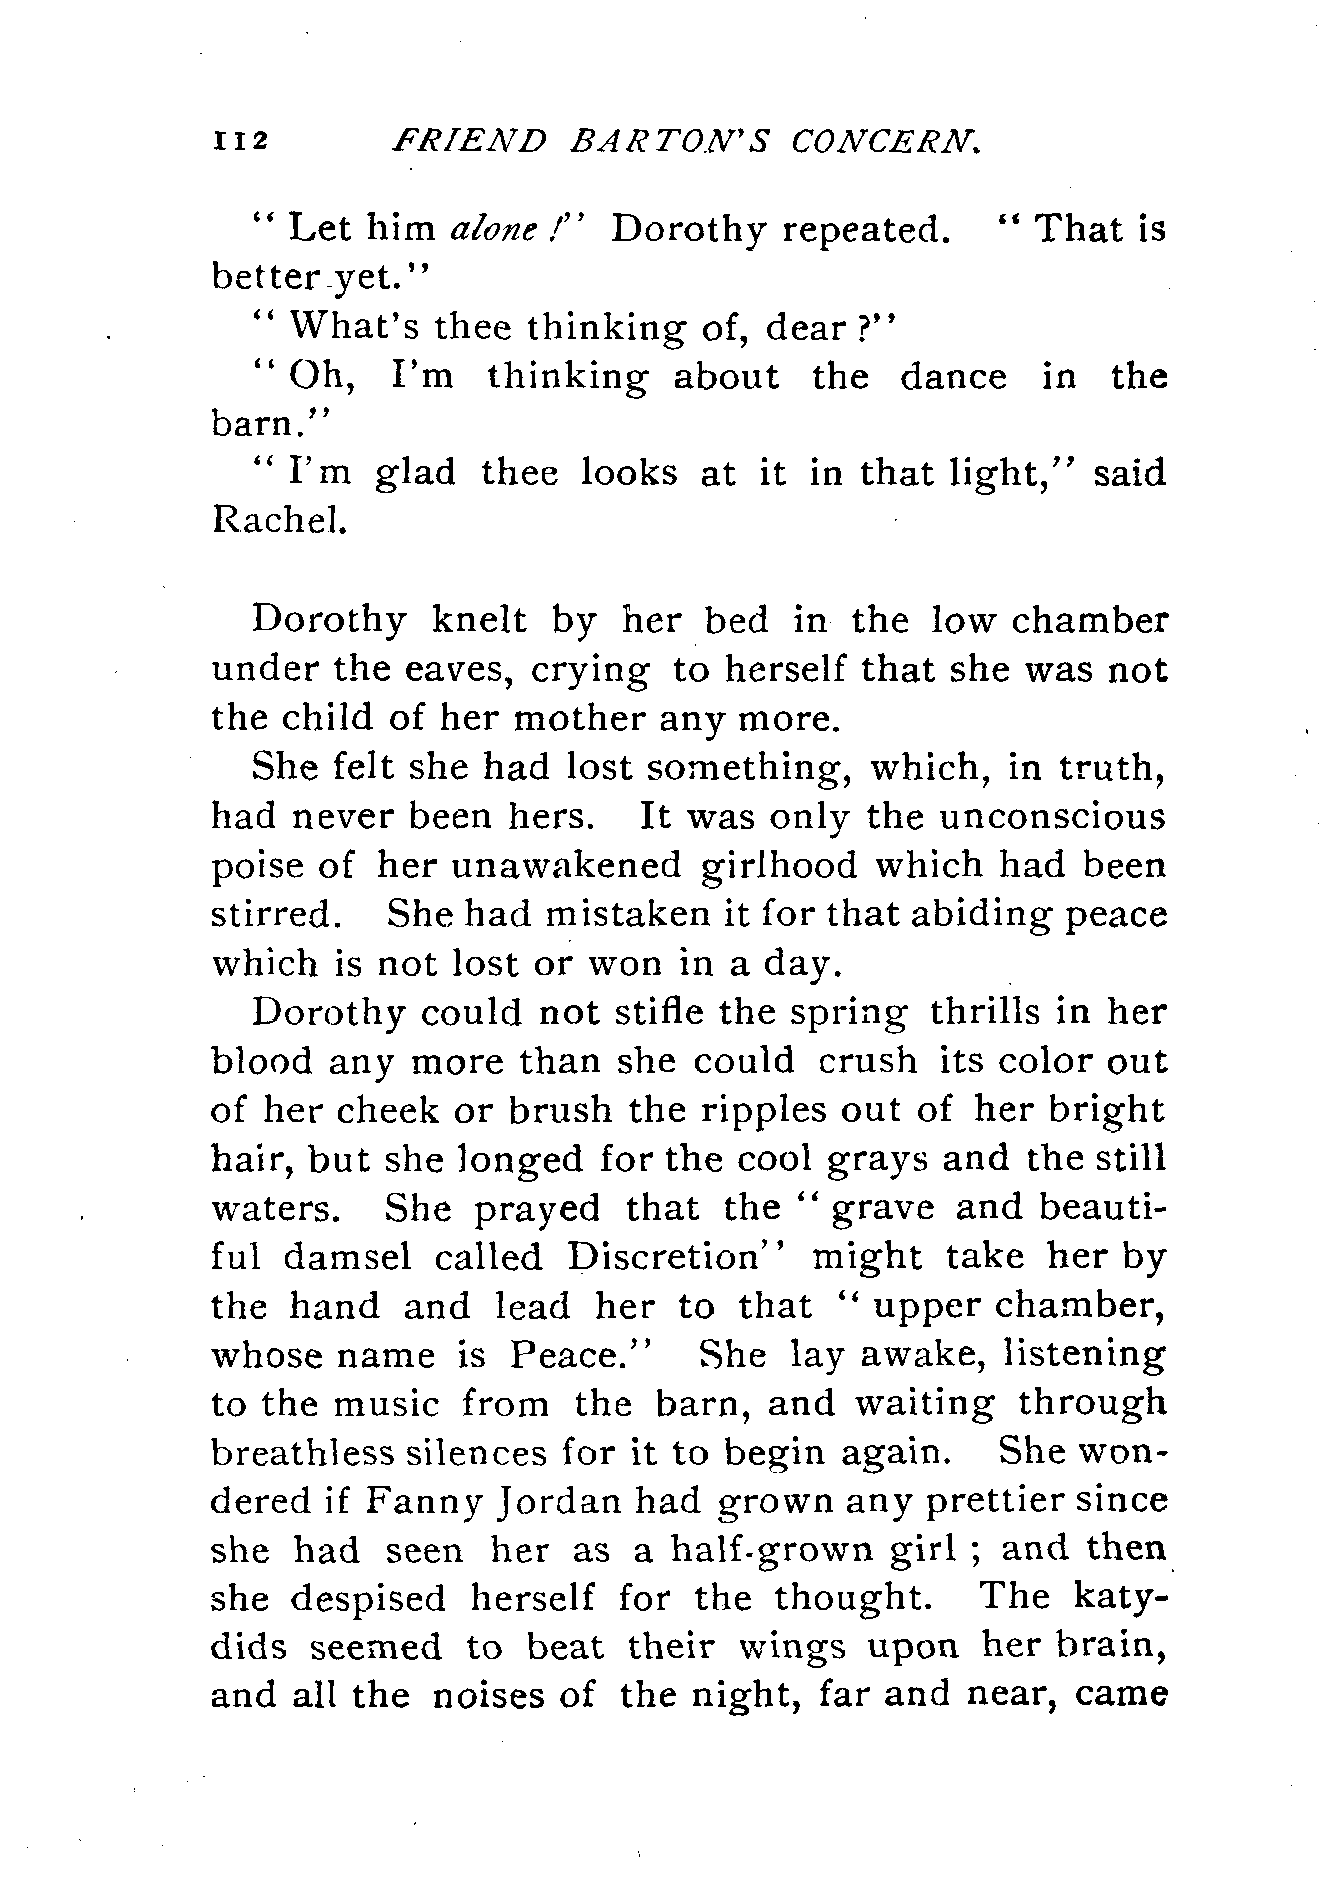 112 FRIEND BARTON'S CONCERN.
“ Let him alone !” Dorothy repeated. “ That is
better yet.”
“ What's thee thinking of, dear ?”
“ Oh, I'm thinking about the dance in the
barn.”
“ I'm glad thee looks at it in that light,” said
Rachel.
Dorothy knelt by her bed in the low chamber
under the eaves, crying to herself that she was not
the child of her mother any more.
She felt she had lost something, which, in truth,
had never been hers. It was only the unconscious
poise of her unawakened girlhood which had been
stirred. She had mistaken it for that abiding peace
which is not lost or won in a day.
Dorothy could not stifle the spring thrills in her
blood any more than she could crush its color out
of her cheek or brush the ripples out of her bright
hair, but she longed for the cool grays and the still
waters. She prayed that the “ grave and beauti-
ful damsel called Discretion” might take her by
the hand and lead her to that “ upper chamber,
whose name is Peace.” She lay awake, listening
to the music from the barn, and waiting through
breathless silences for it to begin again. She won-
dered if Fanny Jordan had grown any prettier since
she had seen her as a half-grown girl ; and then
she despised herself for the thought. The katy-
dids seemed to beat their wings upon her brain,
and all the noises of the night, far and near, came